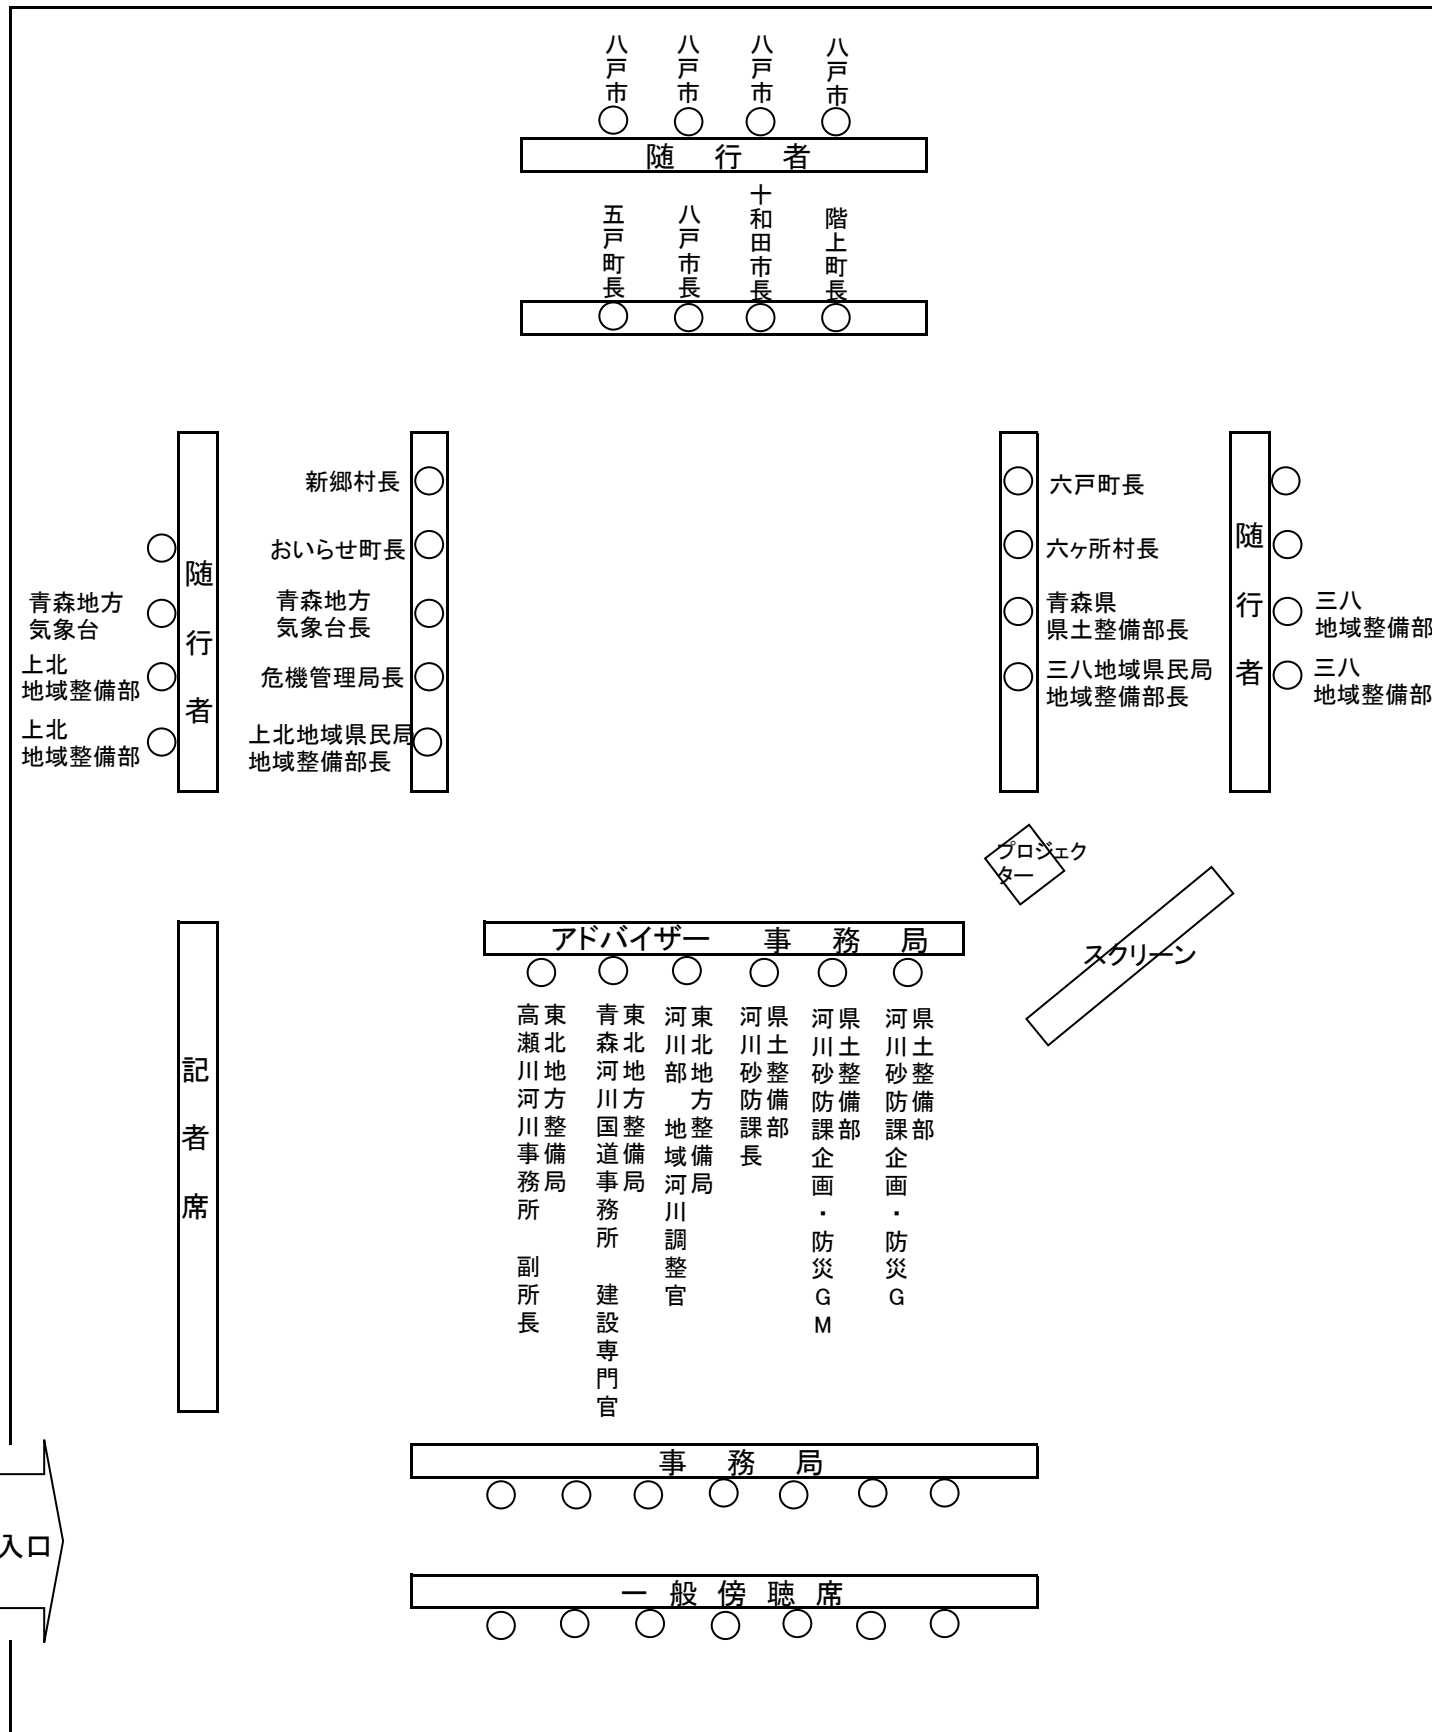 八戸市
八戸市
八戸市
八戸市
随行者
五戸町長
八戸市長
十和田市長
階上町長
新郷村長
おいらせ町長
青森地方
気象台長
危機管理局長
上北地域県民局
地域整備部長
随行者
青森地方
気象台
上北
地域整備部
上北
地域整備部
六戸町長
六ヶ所村長
青森県
県土整備部長
三八地域県民局
地域整備部長
随行者
三八
地域整備部
三八
地域整備部
プロジェク
ター
スクリーン
アドバイザー 事務局
東北地方整備局
高瀬川河川事務所 副所長
東北地方整備局
青森河川国道事務所 建設専門官
東北地方整備局
河川部 地域河川調整官
県土整備部
河川砂防課長
県土整備部
河川砂防課企画・防災GM
県土整備部
河川砂防課企画・防災G
記者席
事務局
入口
一般傍聴席